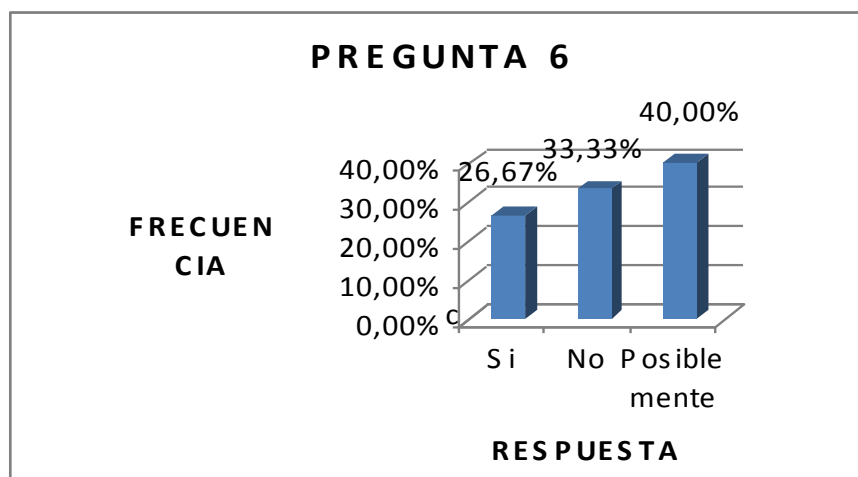 PREGUNTA 6
40,00%
33,33%
26,67%
40,00%
30,00%
20,00%
10,00%
0,00%
c
FRECUEN
CIA
Si No Posible
mente
RESPUESTA